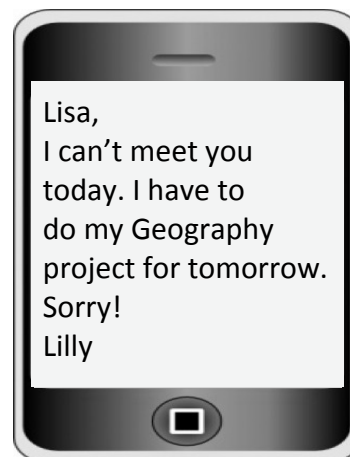 Lisa,
I can’t meet you
today. I have to
do my Geography
project for tomorrow.
Sorry!
Lilly